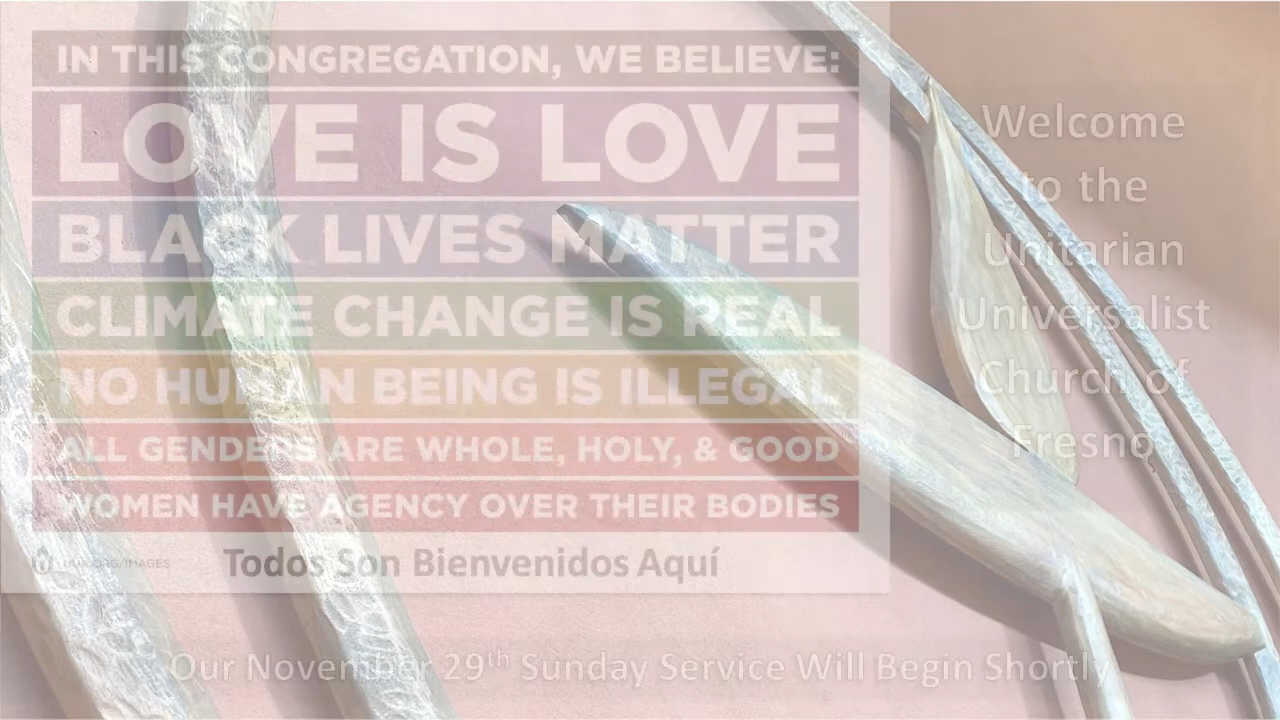 IN THIS CONGREGATION, WE BELIEVE:
LOVE IS LOVE
BLACK LIVES MATTER
CLIMATE CHANGE IS REAL
NO HUMAN BEING IS ILLEGAL
ALL GENDERS ARE WHOLE, HOLY, & GOOD
WOMEN HAVE AGENCY OVER THEIR BODIES
Todos Son Bienvenidos Aquí
Welcome
to the
Unitarian
Universalist
Church of
Fresno
Our November 29th Sunday Service Will Begin Shortly